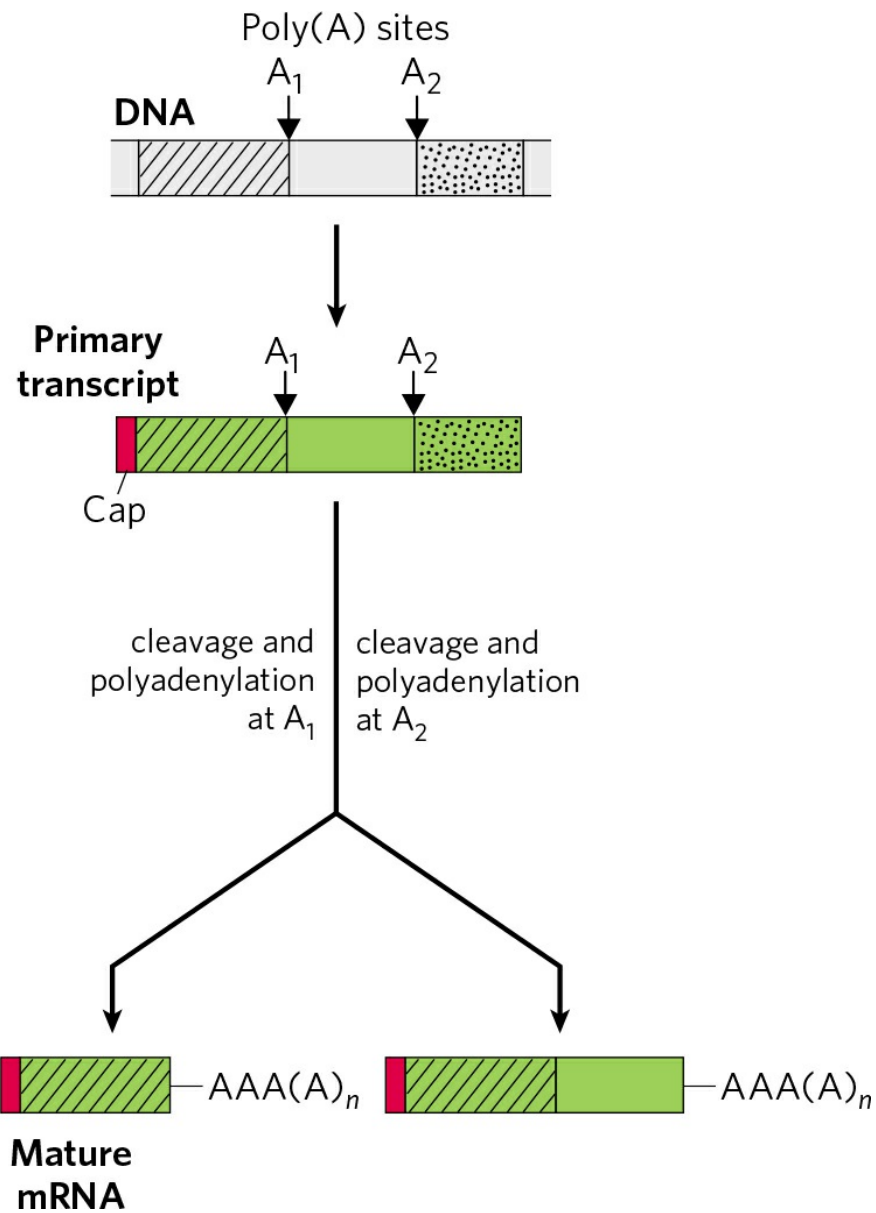 Poly(A) sites
A₁ A₂
DNA
Primary
transcript
A₁ A₂
Cap
cleavage and
polyadenylation
at A₁
cleavage and
polyadenylation
at A₂
AAA(A)ₙ
AAA(A)ₙ
Mature
mRNA